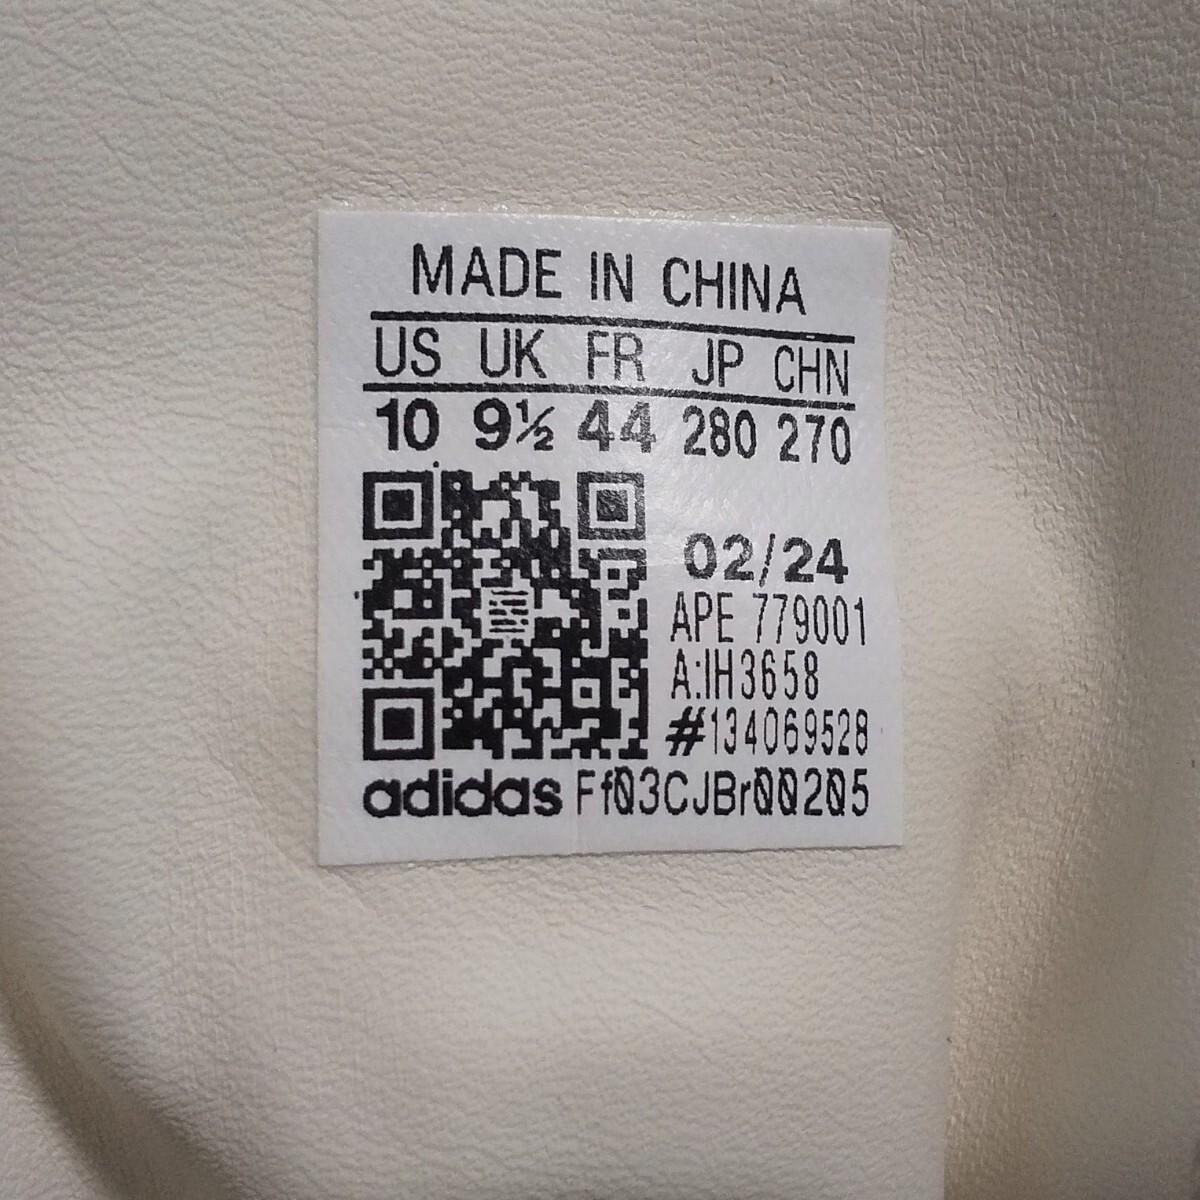 MADE IN CHINA
US UK FR JP CHN
10 9½ 44 280 270
02/24
APE 779001
A:IH3658
#134069528
adidas Ff03CJBr00205